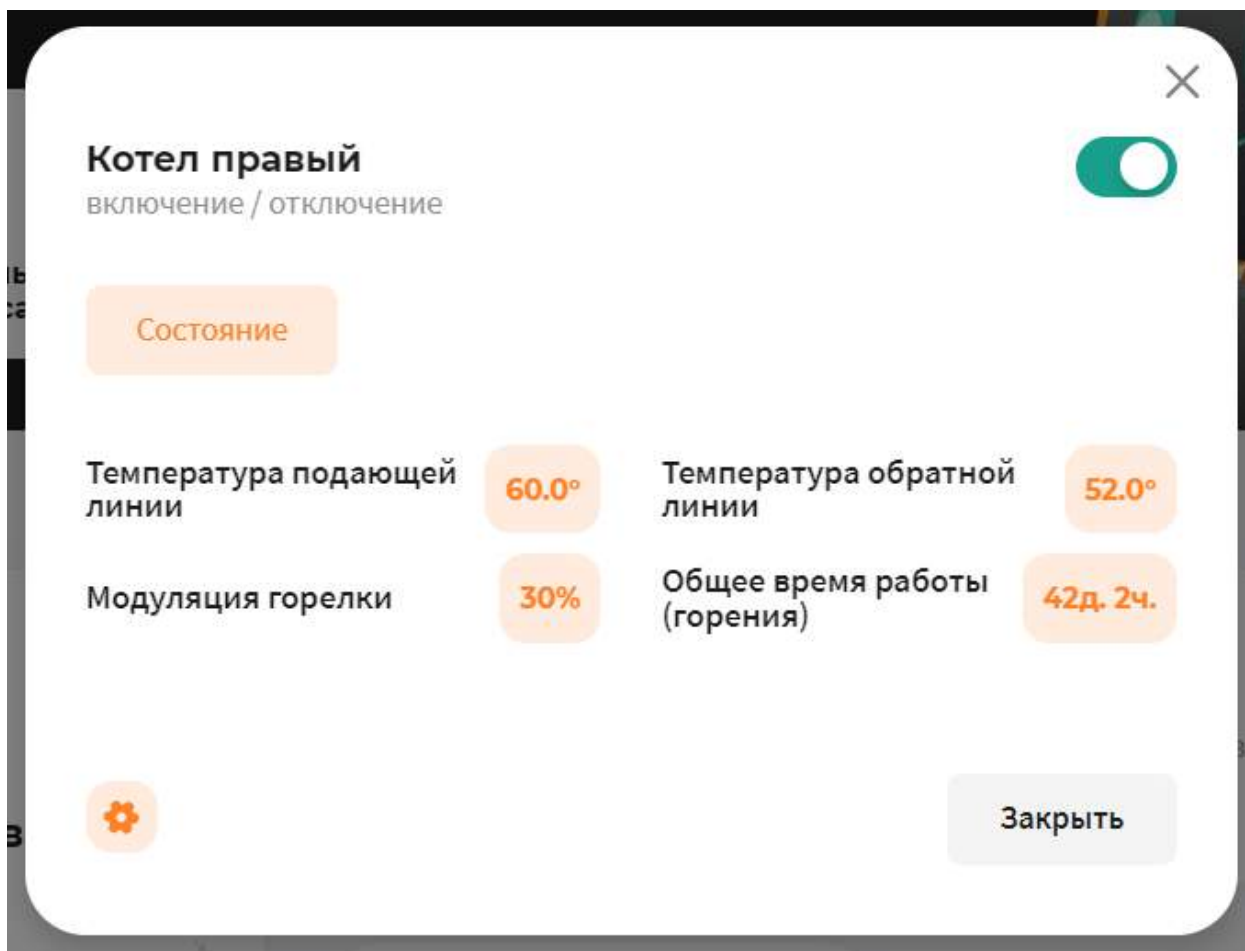 Котел правый
включение / отключение
Состояние
Температура подающей
линии
60.0°
Температура обратной
линии
52.0°
Модуляция горелки
30%
Общее время работы
(горения)
42д. 2ч.
Закрыть